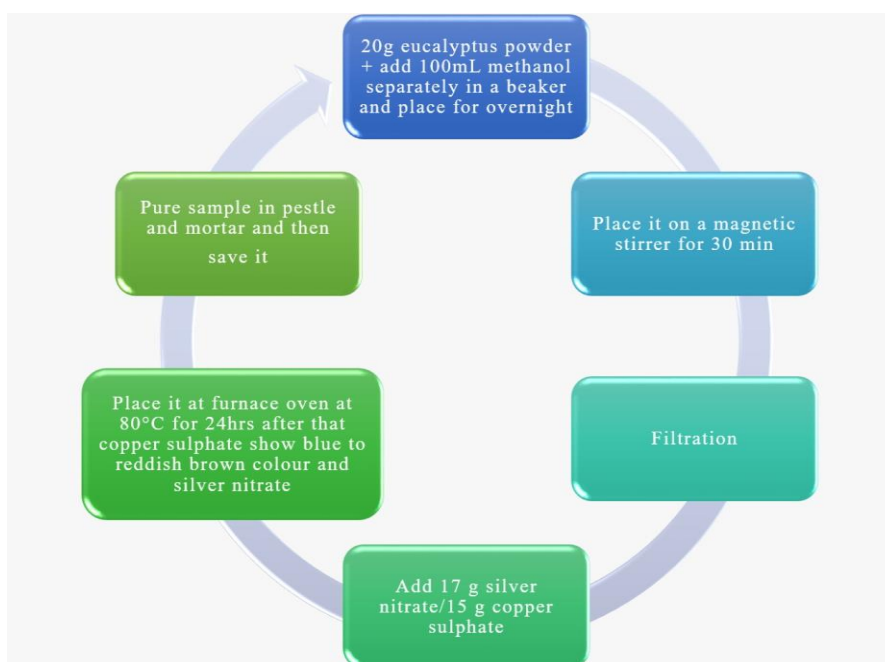 20g eucalyptus powder
+ add 100mL methanol
separately in a beaker
and place for overnight
Place it on a magnetic
stirrer for 30 min
Filtration
Add 17 g silver
nitrate/15 g copper
sulphate
Place it at furnace oven at
80°C for 24hrs after that
copper sulphate show blue to
reddish brown colour and
silver nitrate
Pure sample in pestle
and mortar and then
save it